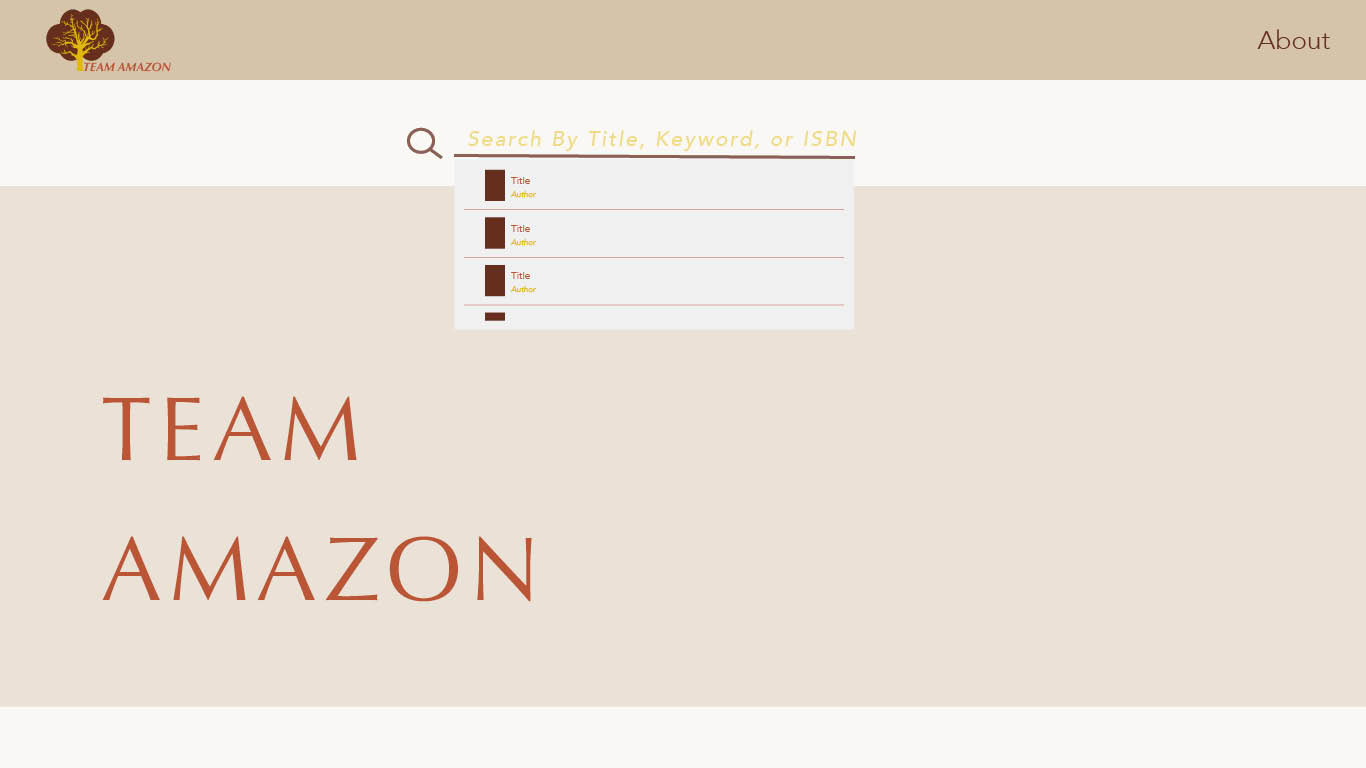 TEAM AMAZON
About
Search By Title, Keyword, or ISBN
Title
Author
Title
Author
Title
Author
TEAM
AMAZON